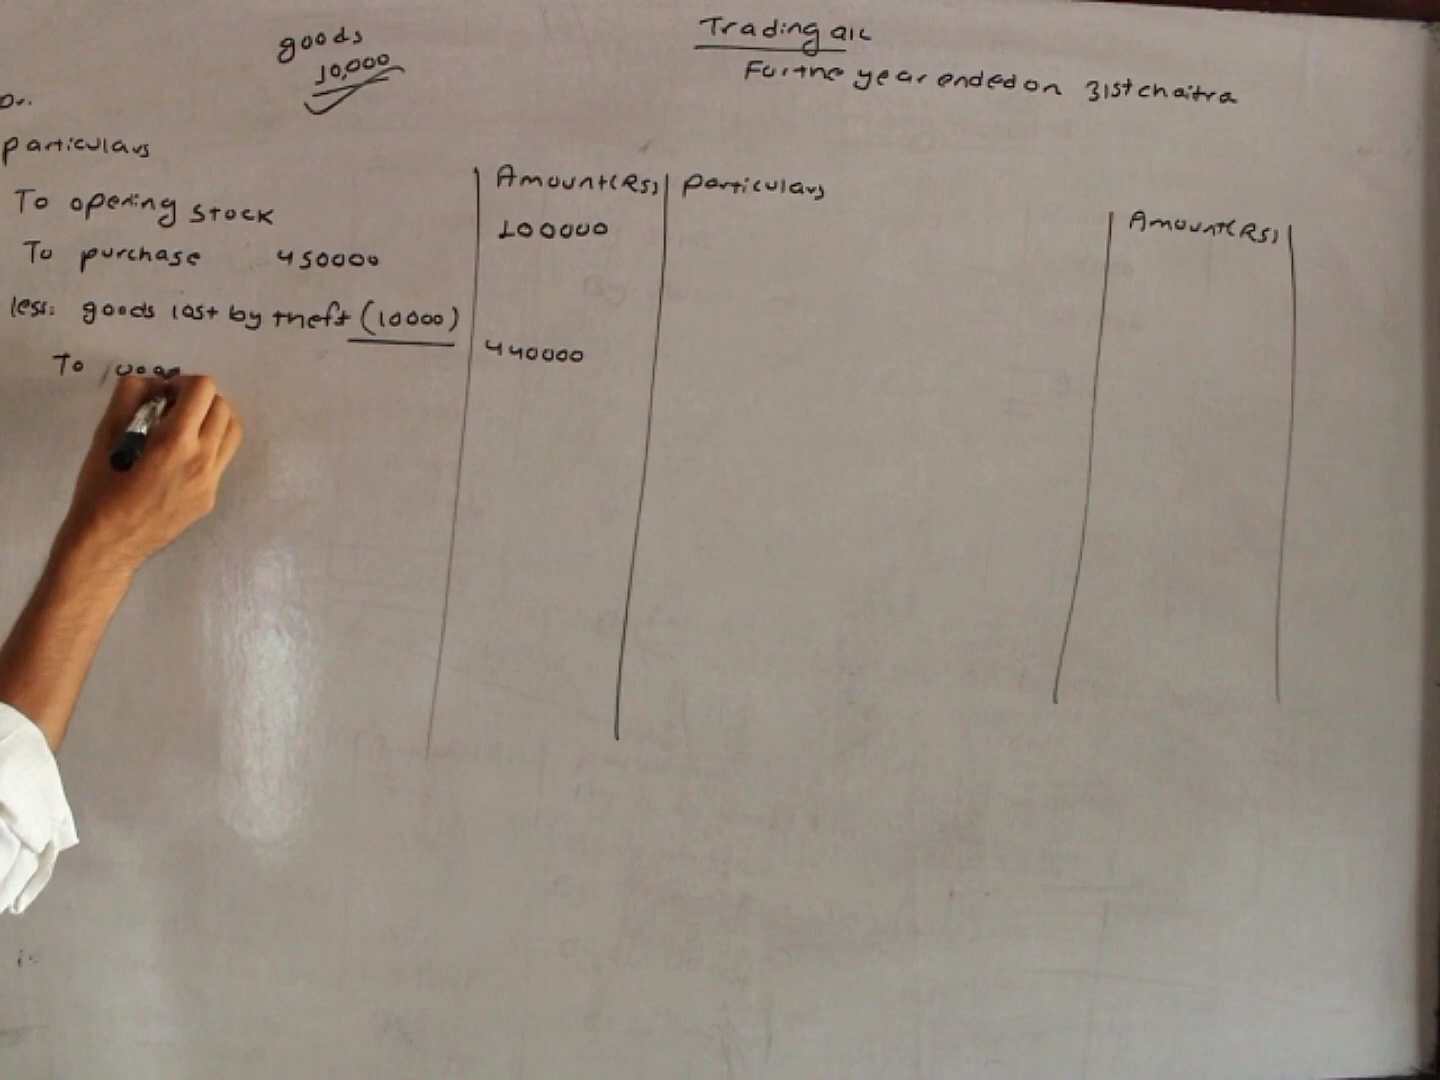 goods
10,000
Trading a/c
For the year ended on 31st chaitra
Dr.
particulars Amount(Rs) particulars Amount(Rs)
To opening stock 100000
To purchase 450000
less: goods lost by theft (10000) 440000
To